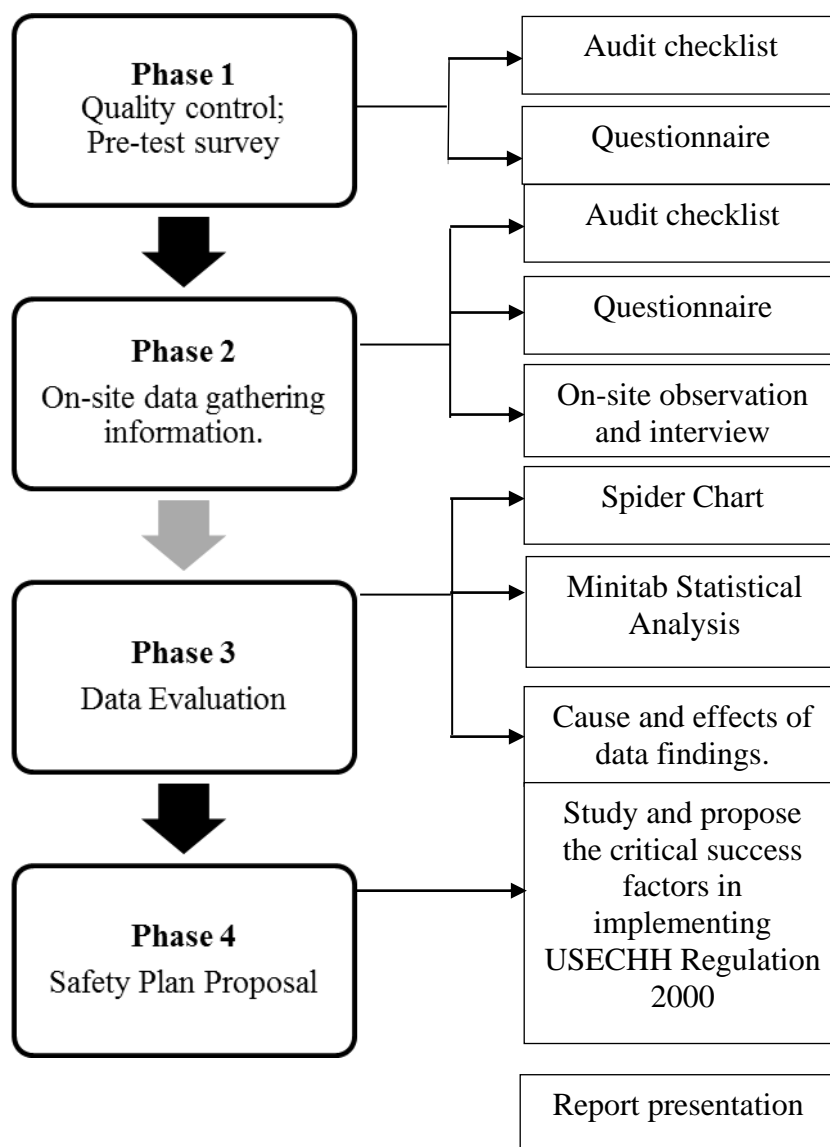 Phase 1
Quality control;
Pre-test survey
Audit checklist
Questionnaire
Phase 2
On-site data gathering
information.
Audit checklist
Questionnaire
On-site observation
and interview
Phase 3
Data Evaluation
Spider Chart
Minitab Statistical
Analysis
Cause and effects of
data findings.
Phase 4
Safety Plan Proposal
Study and propose
the critical success
factors in
implementing
USECHH Regulation
2000
Report presentation